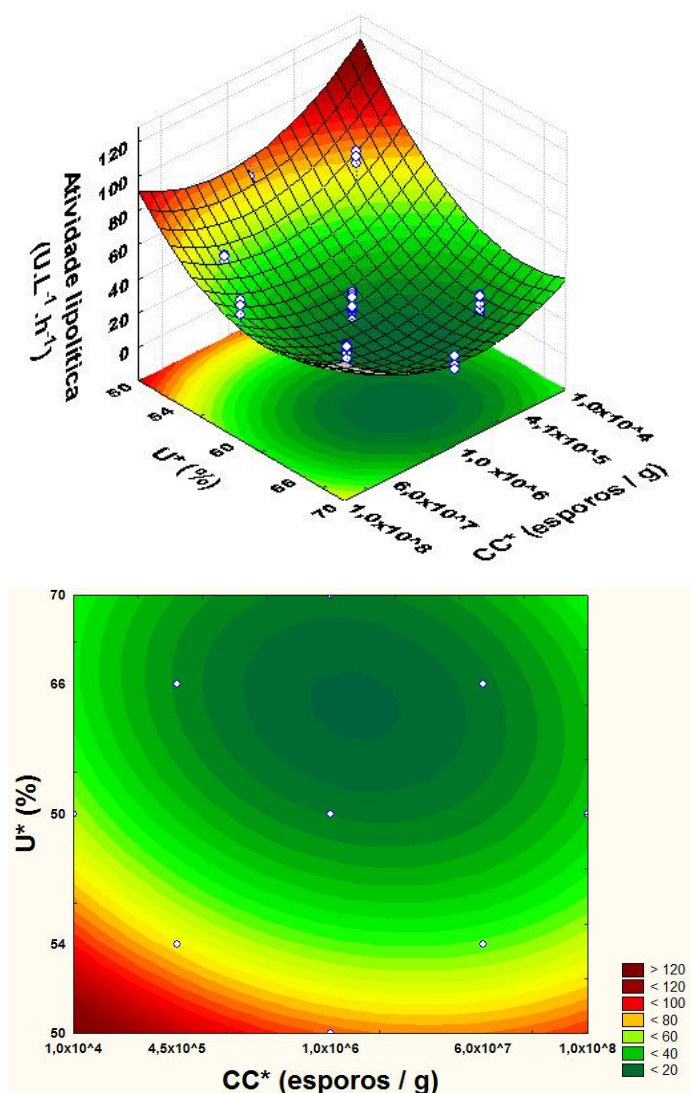 Atividade lipolítica
(U.L⁻¹ .h⁻¹)
120
100
80
60
40
20
0
50
54
60
66
70
U* (%)
1,0x10^4
4,1x10^5
1,0 x10^6
6,0x10^7
1,0x10^8
CC* (esporos / g)
70
66
50
54
50
U* (%)
1,0x10^4
4,5x10^5
1,0x10^6
6,0x10^7
1,0x10^8
CC* (esporos / g)
> 120
< 120
< 100
< 80
< 60
< 40
< 20